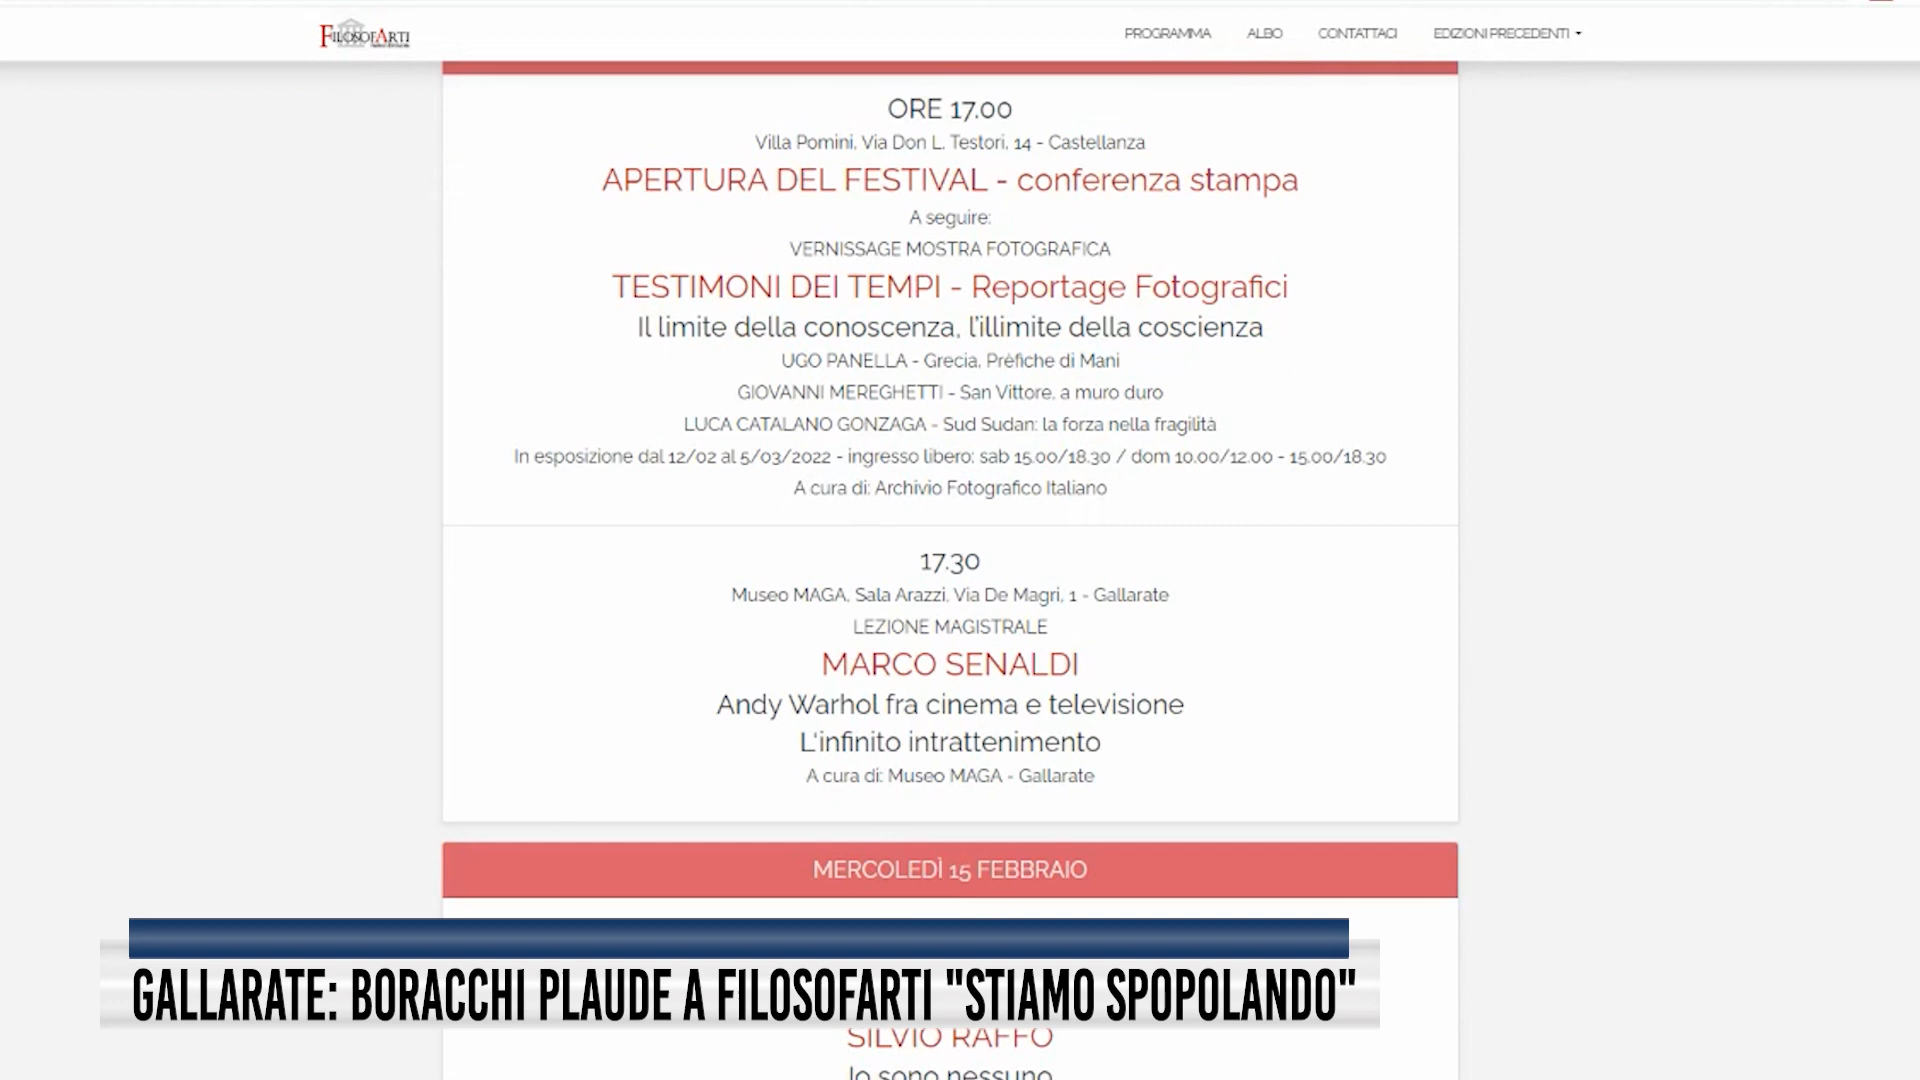 FILOSOFARTI
PROGRAMMA
ALBO
CONTATTACI
EDIZIONI PRECEDENTI
ORE 17.00
Villa Pomini, Via Don L. Testori, 14 - Castellanza
APERTURA DEL FESTIVAL - conferenza stampa
A seguire:
VERNISSAGE MOSTRA FOTOGRAFICA
TESTIMONI DEI TEMPI - Reportage Fotografici
Il limite della conoscenza, l'illimite della coscienza
UGO PANELLA - Grecia, Prèfiche di Mani
GIOVANNI MEREGHETTI - San Vittore, a muro duro
LUCA CATALANO GONZAGA - Sud Sudan: la forza nella fragilità
In esposizione dal 12/02 al 5/03/2022 - ingresso libero: sab 15.00/18.30 / dom 10.00/12.00 - 15.00/18.30
A cura di: Archivio Fotografico Italiano
17.30
Museo MAGA, Sala Arazzi, Via De Magri, 1 - Gallarate
LEZIONE MAGISTRALE
MARCO SENALDI
Andy Warhol fra cinema e televisione
L'infinito intrattenimento
A cura di: Museo MAGA - Gallarate
MERCOLEDÌ 15 FEBBRAIO
GALLARATE: BORACCHI PLAUDE A FILOSOFARTI "STIAMO SPOPOLANDO"
SILVIO RAFFO
Io sono nessuno